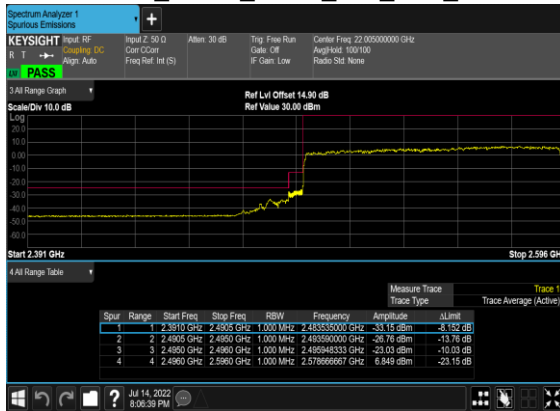 Spectrum Analyzer 1
Spurious Emissions
KEYSIGHT Input: RF Input Z: 50 Ω Atten: 30 dB Trig: Free Run Center Freq: 22.005000000 GHz
R T Coupling: DC Corr CCorr Gate: Off Avg|Hold: 100/100
Align: Auto Freq Ref: Int (S) IF Gain: Low Radio Std: None
PASS
3 All Range Graph
Ref Lvl Offset 14.90 dB
Scale/Div 10.0 dB Ref Value 30.00 dBm
Log
20.0
10.0
0.00
-10.0
-20.0
-30.0
-40.0
-50.0
-60.0
Start 2.391 GHz Stop 2.596 GH
4 All Range Table
Measure Trace Trace 1
Trace Type Trace Average (Active)
Spur Range Start Freq Stop Freq RBW Frequency Amplitude ΔLimit
1 1 2.3910 GHz 2.4905 GHz 1.000 MHz 2.483535000 GHz -33.15 dBm -8.152 dB
2 2 2.4905 GHz 2.4950 GHz 1.000 MHz 2.493590000 GHz -26.76 dBm -13.76 dB
3 3 2.4950 GHz 2.4960 GHz 1.000 MHz 2.495948333 GHz -23.03 dBm -10.03 dB
4 4 2.4960 GHz 2.5960 GHz 1.000 MHz 2.578666667 GHz 6.849 dBm -23.15 dB
? Jul 14, 2022
8:06:39 PM